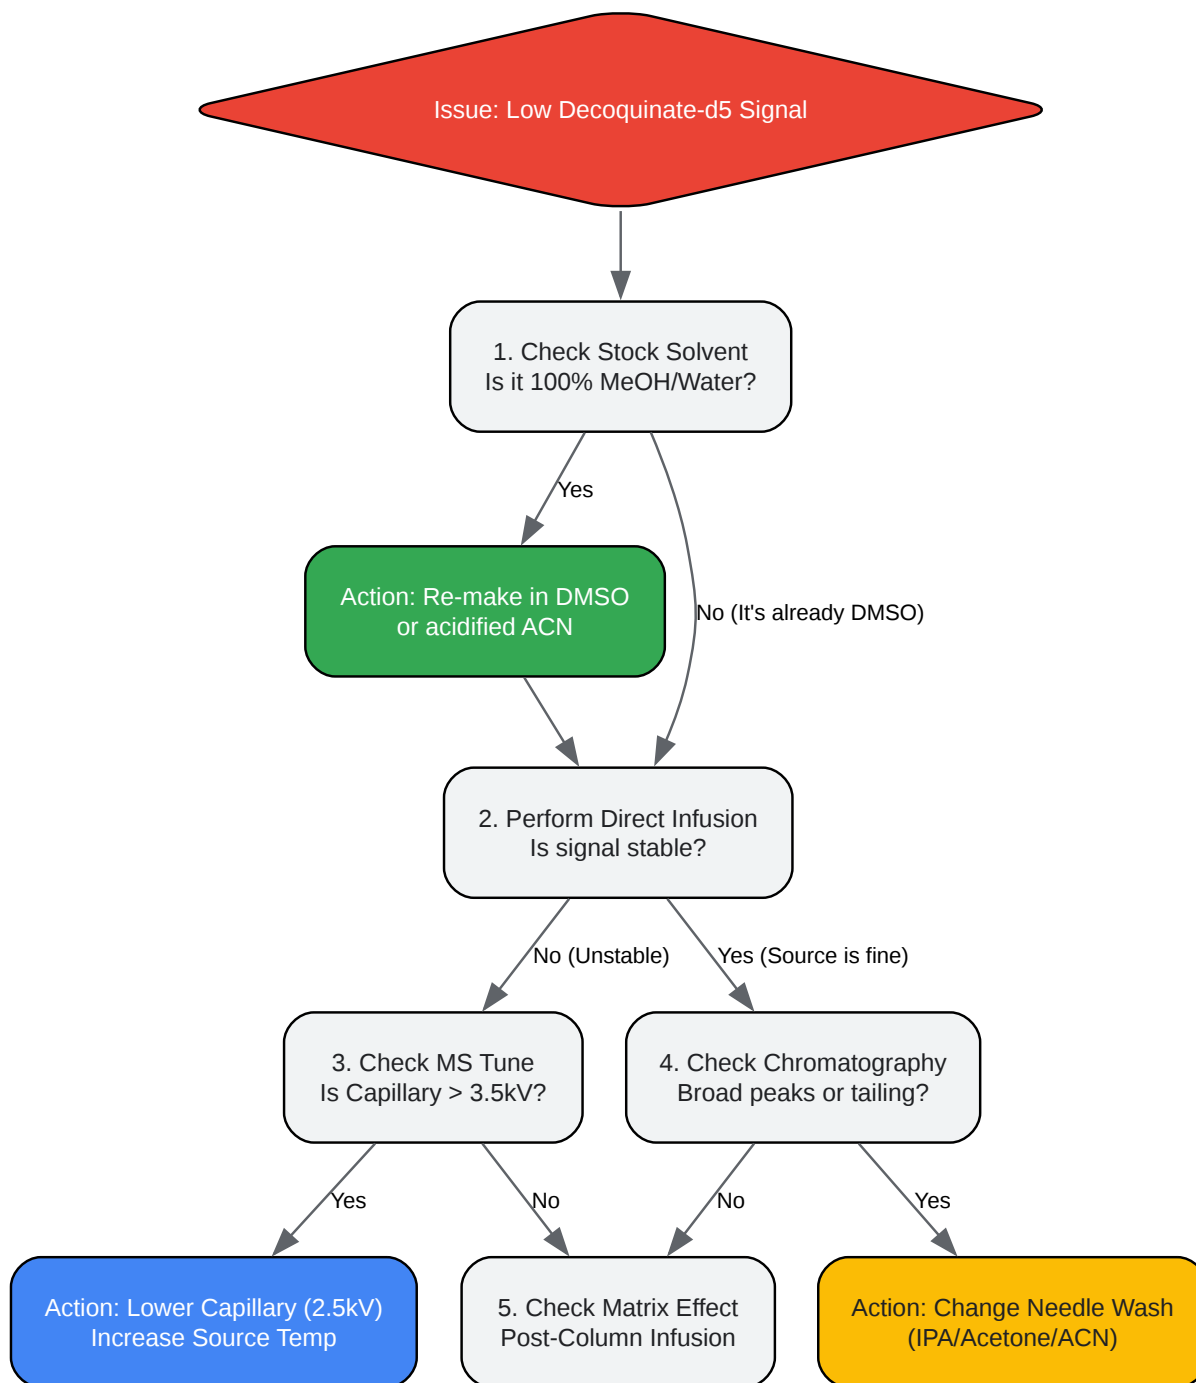 Issue: Low Decoquinate-d5 Signal
1. Check Stock Solvent
Is it 100% MeOH/Water?
Yes
Action: Re-make in DMSO
or acidified ACN
No (It's already DMSO)
2. Perform Direct Infusion
Is signal stable?
No (Unstable)
Yes (Source is fine)
3. Check MS Tune
Is Capillary > 3.5kV?
4. Check Chromatography
Broad peaks or tailing?
Yes
No
No
Yes
Action: Lower Capillary (2.5kV)
Increase Source Temp
5. Check Matrix Effect
Post-Column Infusion
Action: Change Needle Wash
(IPA/Acetone/ACN)